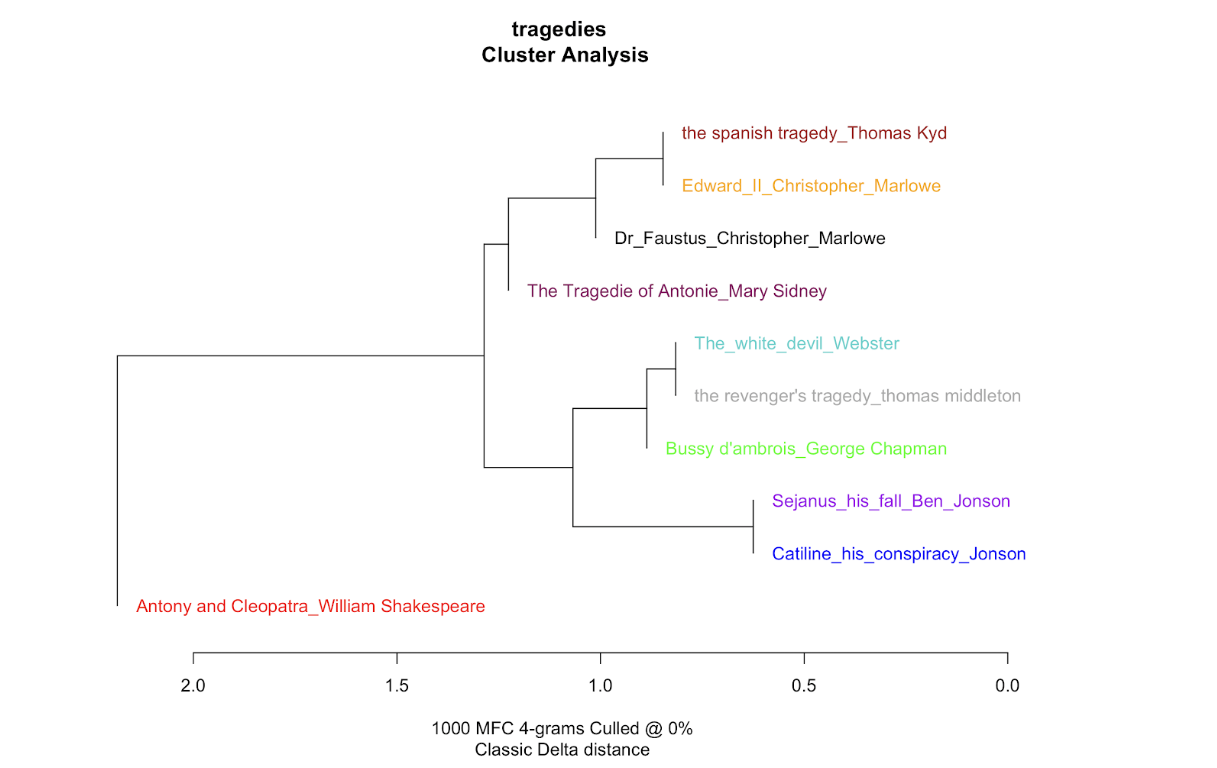 tragedies
Cluster Analysis
the spanish tragedy_Thomas Kyd
Edward_II_Christopher_Marlowe
Dr_Faustus_Christopher_Marlowe
The Tragedie of Antonie_Mary Sidney
The_white_devil_Webster
the revenger's tragedy_thomas middleton
Bussy d'ambrois_George Chapman
Sejanus_his_fall_Ben_Jonson
Catiline_his_conspiracy_Jonson
Antony and Cleopatra_William Shakespeare
2.0 1.5 1.0 0.5 0.0
1000 MFC 4-grams Culled @ 0%
Classic Delta distance